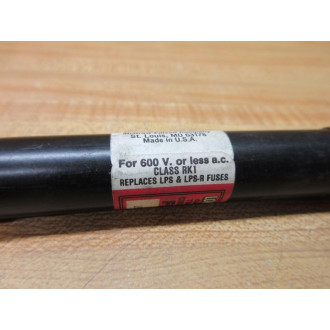 St. Louis, MO 63178
Made in U.S.A.
For 600 V. or less a.c.
CLASS RK1
REPLACES LPS & LPS-R FUSES